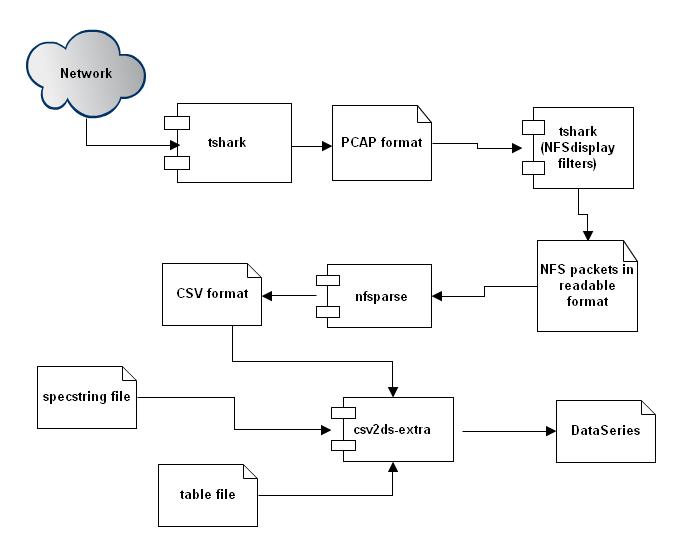 Network
tshark
PCAP format
tshark
(NFSdisplay
filters)
NFS packets in
readable
format
nfsparse
CSV format
specstring file
csv2ds-extra
DataSeries
table file